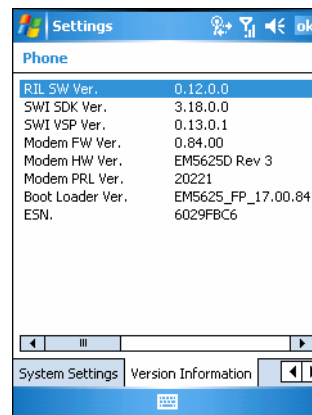 Settings ok
Phone
RIL SW Ver. 0.12.0.0
SWI SDK Ver. 3.18.0.0
SWI VSP Ver. 0.13.0.1
Modem FW Ver. 0.84.00
Modem HW Ver. EM5625D Rev 3
Modem PRL Ver. 20221
Boot Loader Ver. EM5625_FP_17.00.84
ESN. 6029FBC6
System Settings Version Information